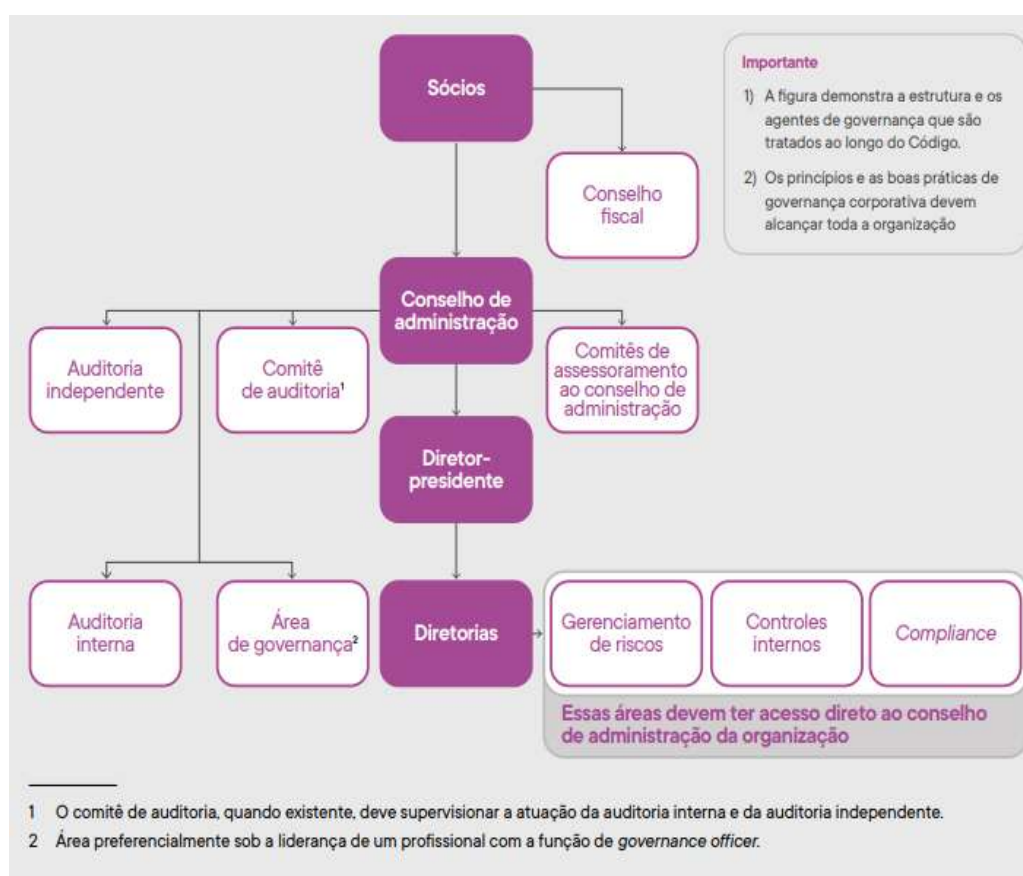 Sócios
Importante
1) A figura demonstra a estrutura e os
agentes de governança que são
tratados ao longo do Código.
2) Os princípios e as boas práticas de
governança corporativa devem
alcançar toda a organização
Conselho
fiscal
Conselho de
administração
Auditoria
independente
Comitê
de auditoria¹
Comitês de
assessoramento
ao conselho de
administração
Diretor-
presidente
Auditoria
interna
Área
de governança²
Diretorias
Gerenciamento
de riscos
Controles
internos
Compliance
Essas áreas devem ter acesso direto ao conselho
de administração da organização
1 O comitê de auditoria, quando existente, deve supervisionar a atuação da auditoria interna e da auditoria independente.
2 Área preferencialmente sob a liderança de um profissional com a função de governance officer.